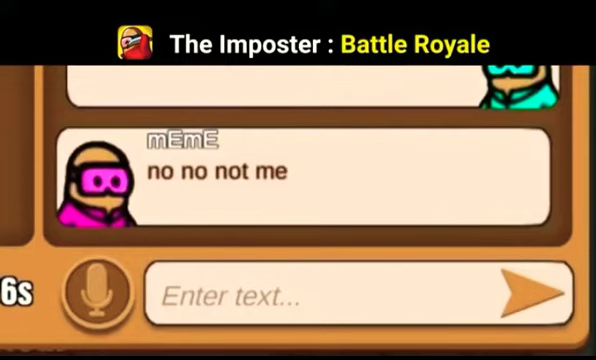 The Imposter : Battle Royale
mEmE
no no not me
6s
Enter text...